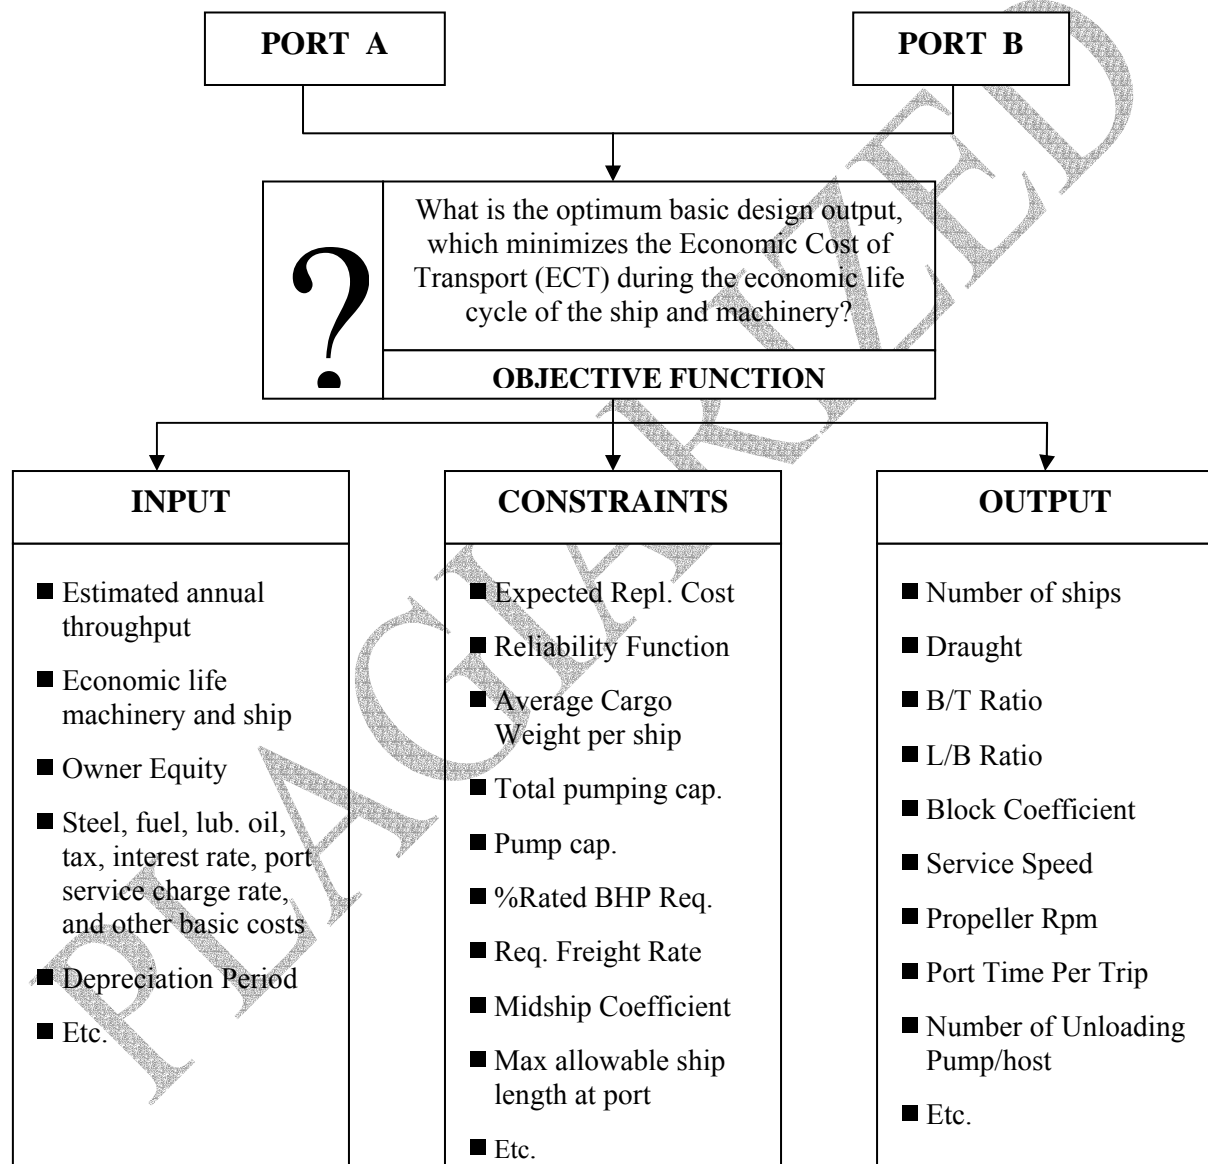 PORT A
PORT B
?
What is the optimum basic design output,
which minimizes the Economic Cost of
Transport (ECT) during the economic life
cycle of the ship and machinery?
OBJECTIVE FUNCTION
INPUT
■ Estimated annual
throughput
■ Economic life
machinery and ship
■ Owner Equity
■ Steel, fuel, lub. oil,
tax, interest rate, port
service charge rate,
and other basic costs
■ Depreciation Period
■ Etc.
CONSTRAINTS
■ Expected Repl. Cost
■ Reliability Function
■ Average Cargo
Weight per ship
■ Total pumping cap.
■ Pump cap.
■ %Rated BHP Req.
■ Req. Freight Rate
■ Midship Coefficient
■ Max allowable ship
length at port
■ Etc.
OUTPUT
■ Number of ships
■ Draught
■ B/T Ratio
■ L/B Ratio
■ Block Coefficient
■ Service Speed
■ Propeller Rpm
■ Port Time Per Trip
■ Number of Unloading
Pump/host
■ Etc.
PLAGIARIZED